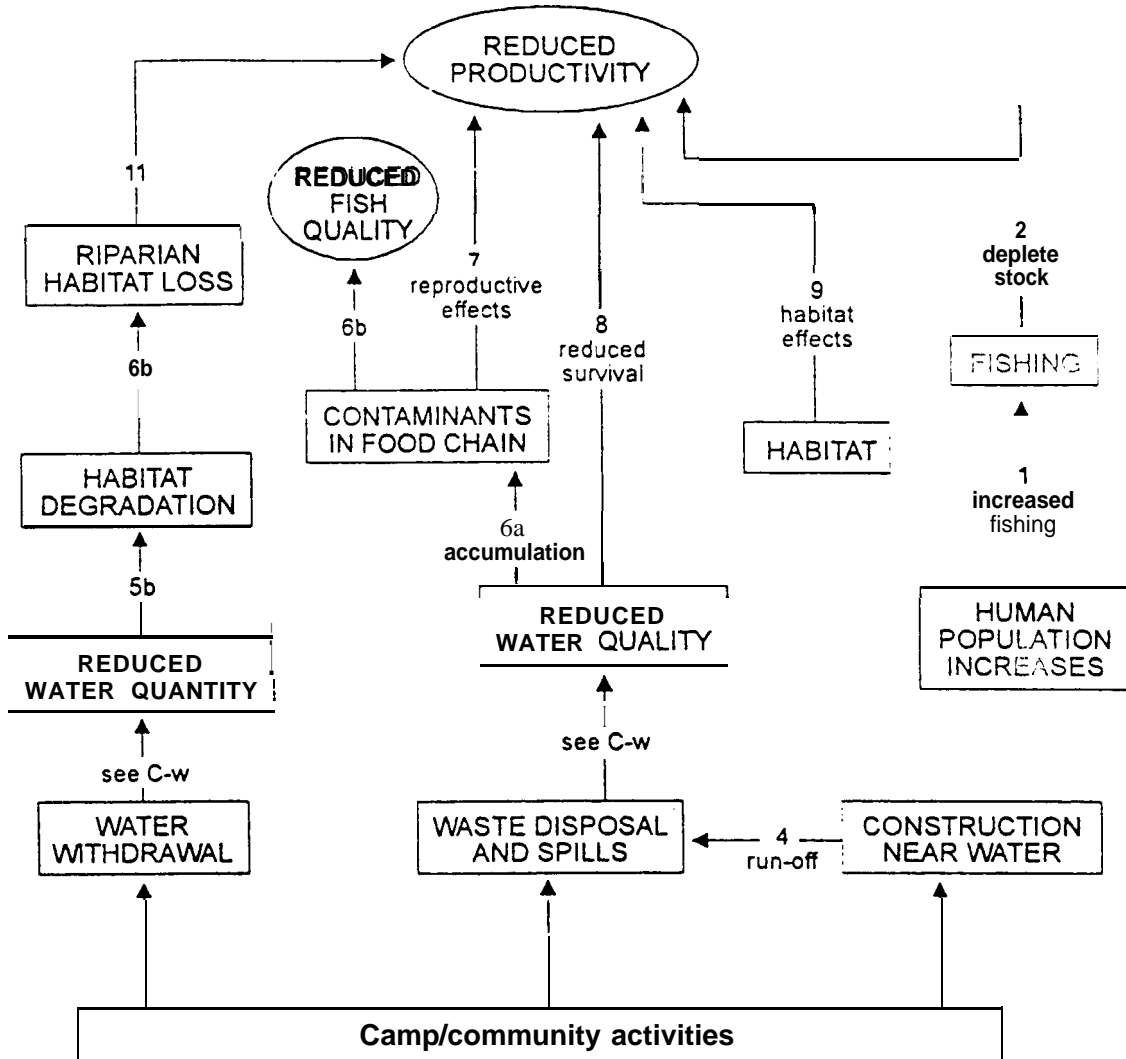 REDUCED
PRODUCTIVITY
11
REDUCED
FISH
QUALITY
RIPARIAN
HABITAT LOSS
7
reproductive
effects
2
deplete
stock
6b
8
reduced
survival
9
habitat
effects
FISHING
6b
CONTAMINANTS
IN FOOD CHAIN
HABITAT
HABITAT
DEGRADATION
1
increased
fishing
6a
accumulation
5b
REDUCED
WATER QUALITY
HUMAN
POPULATION
INCREASES
REDUCED
WATER QUANTITY
see C-w
see C-w
WATER
WITHDRAWAL
WASTE DISPOSAL
AND SPILLS
4
run-off
CONSTRUCTION
NEAR WATER
Camp/community activities